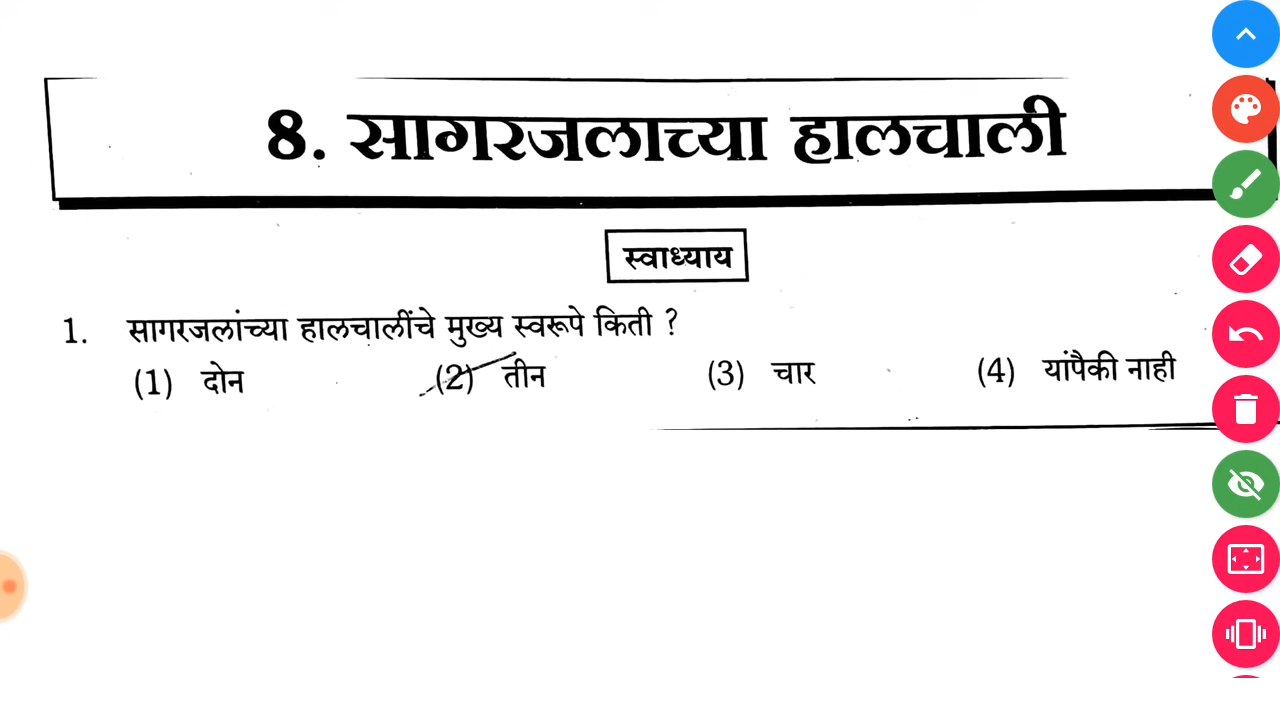 8. सागरजलाच्या हालचाली
स्वाध्याय
1. सागरजलांच्या हालचालींचे मुख्य स्वरूपे किती ?
(1) दोन (2) तीन (3) चार (4) यांपैकी नाही